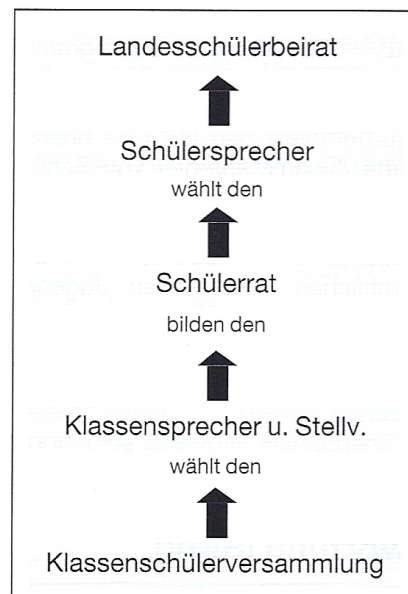 Landesschülerbeirat
Schülersprecher
wählt den
Schülerrat
bilden den
Klassensprecher u. Stellv.
wählt den
Klassenschülerversammlung